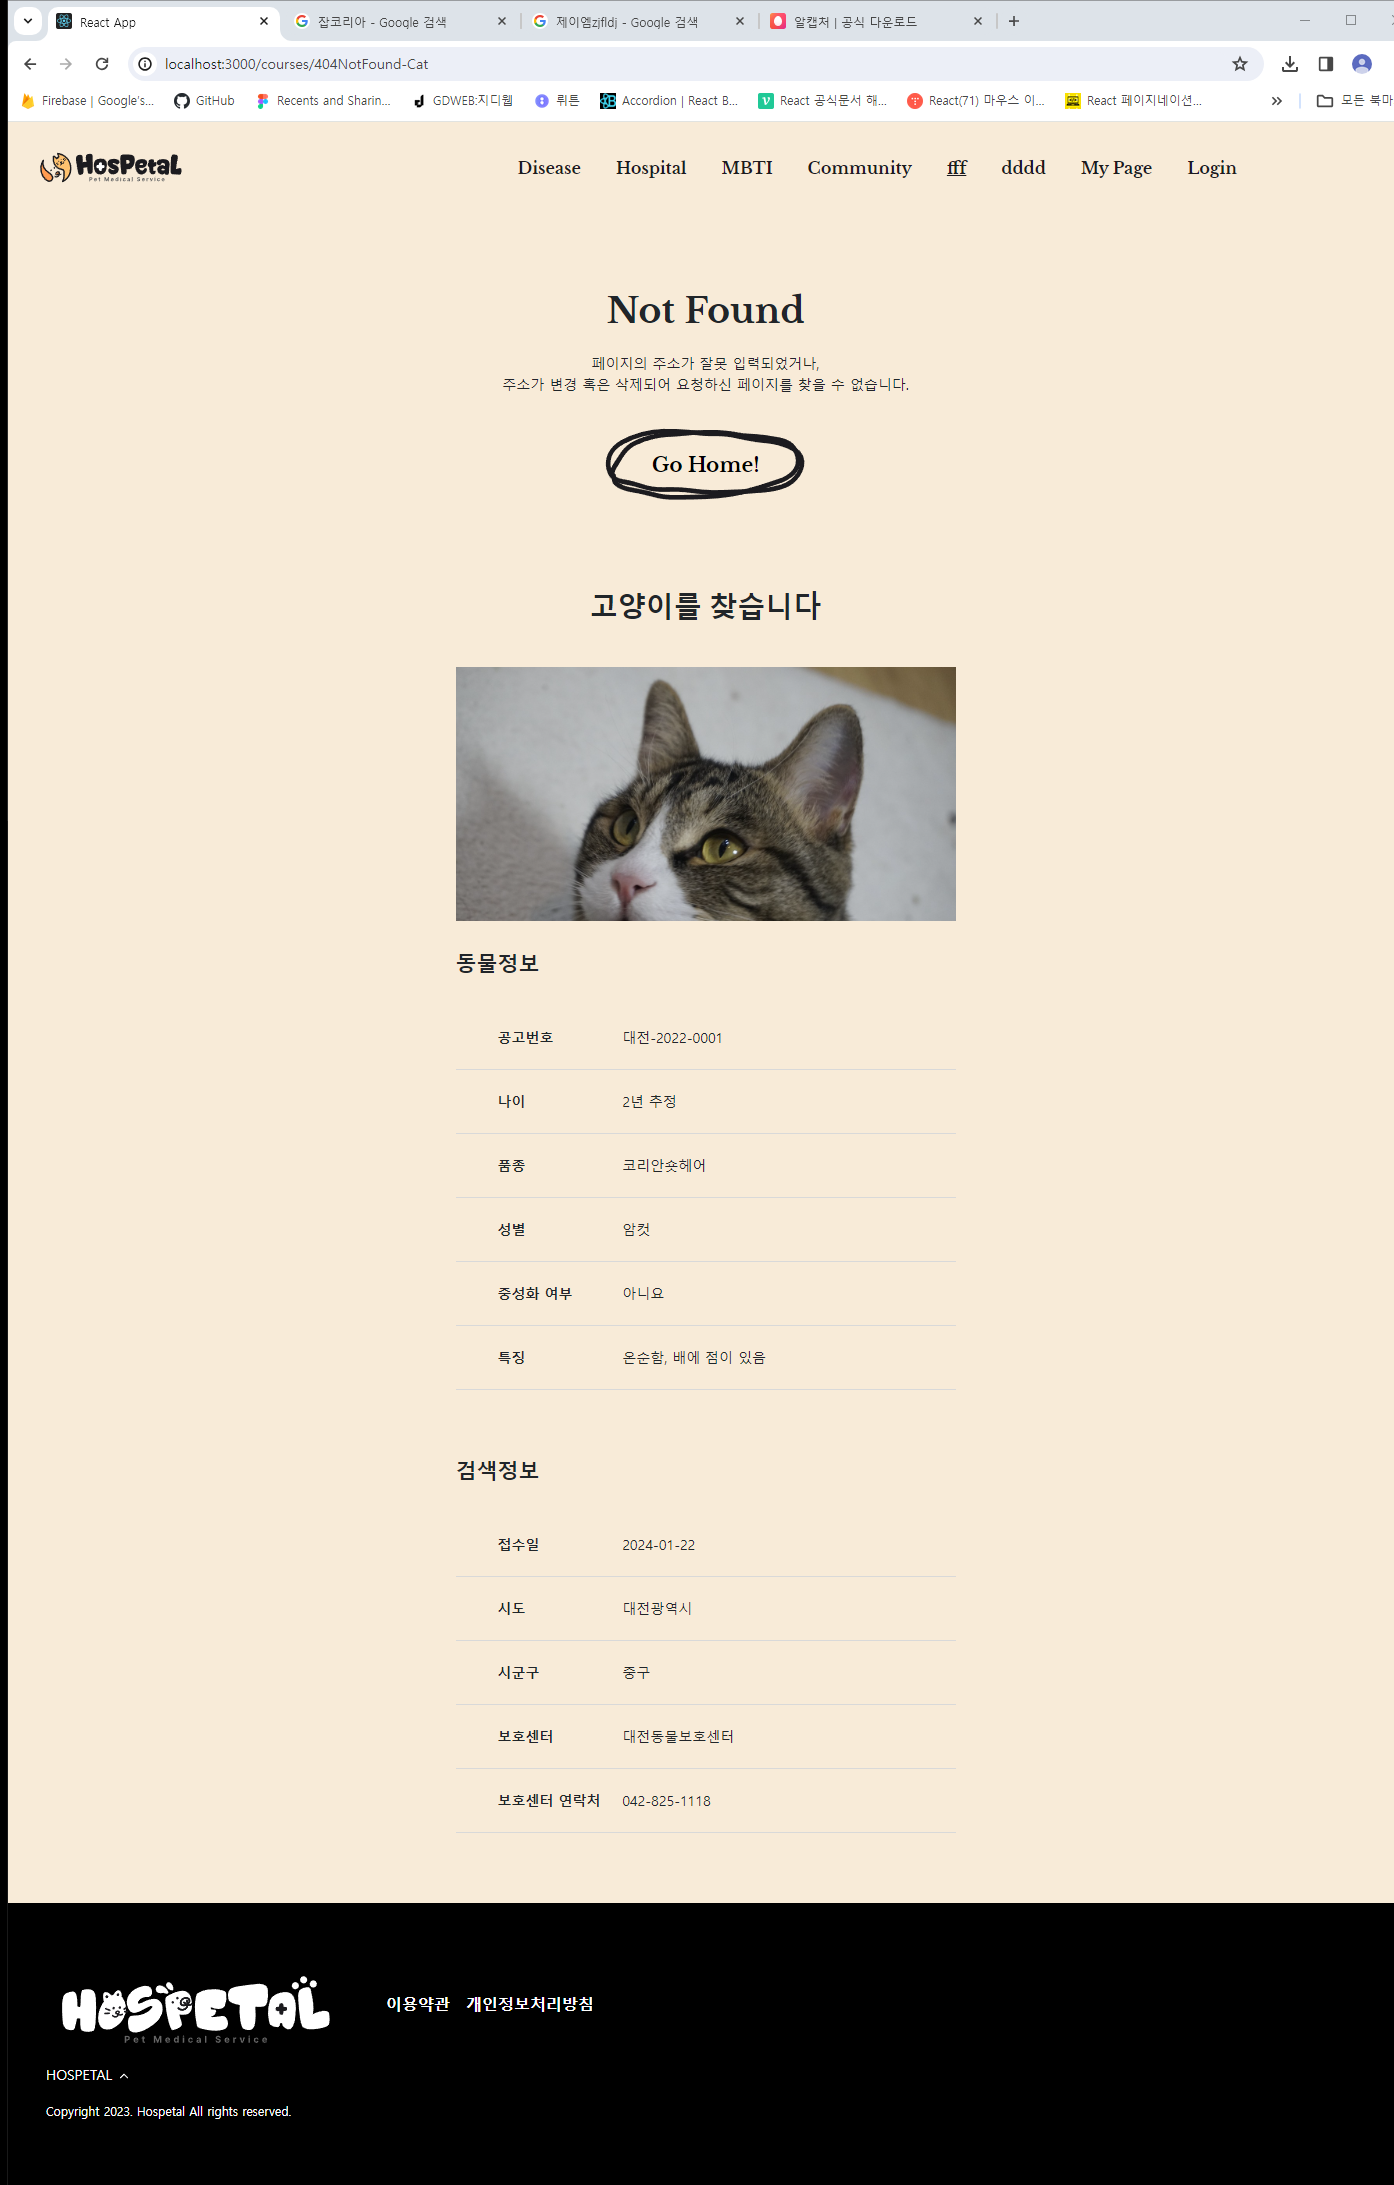 React App
잡코리아 - Google 검색
제이엠zjfldj - Google 검색
알캡처 | 공식 다운로드
localhost:3000/courses/404NotFound-Cat
Firebase | Google's...
GitHub
Recents and Sharin...
GDWEB:지디웹
뤼튼
Accordion | React B...
React 공식문서 해...
React(71) 마우스 이...
React 페이지네이션...
모든 북마
HosPetaL
Pet Medical Service
Disease
Hospital
MBTI
Community
fff
dddd
My Page
Login
Not Found
페이지의 주소가 잘못 입력되었거나,
주소가 변경 혹은 삭제되어 요청하신 페이지를 찾을 수 없습니다.
Go Home!
고양이를 찾습니다
동물정보
공고번호 대전-2022-0001
나이 2년 추정
품종 코리안숏헤어
성별 암컷
중성화 여부 아니요
특징 온순함, 배에 점이 있음
검색정보
접수일 2024-01-22
시도 대전광역시
시군구 중구
보호센터 대전동물보호센터
보호센터 연락처 042-825-1118
HOSPETAL
Pet Medical Service
이용약관 개인정보처리방침
HOSPETAL
Copyright 2023. Hospetal All rights reserved.